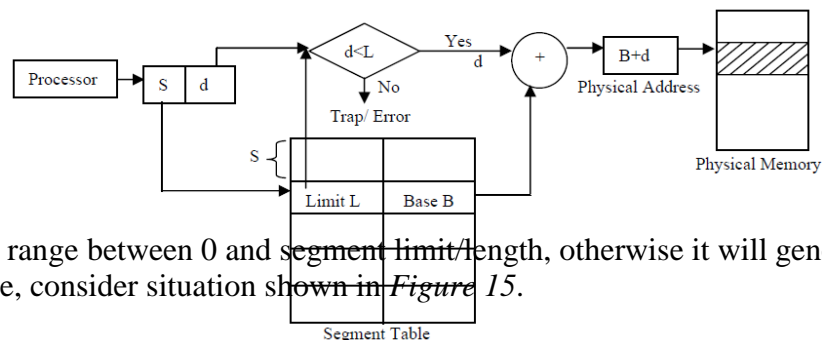 Processor
S d
d<L
Yes
d
No
Trap/ Error
+
B+d
Physical Address
Physical Memory
S
Limit L Base B
range between 0 and segment limit/length, otherwise it will gen
e, consider situation shown in Figure 15.
Segment Table